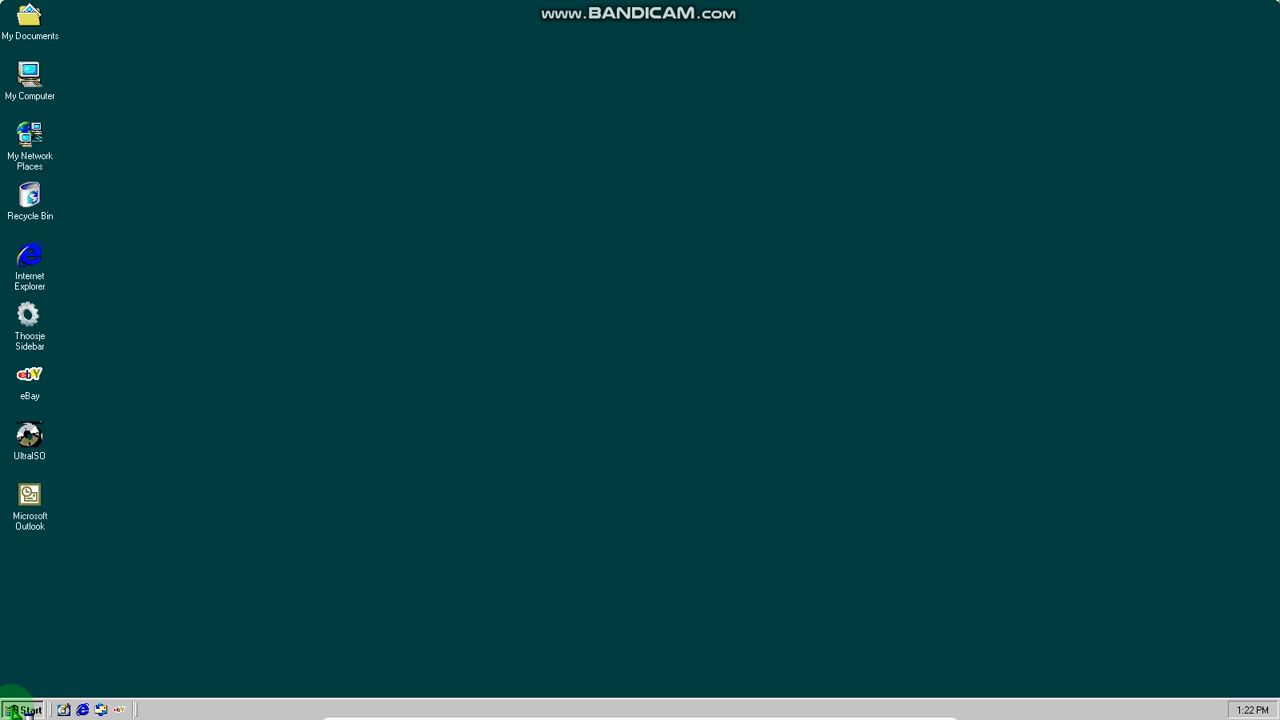 www.BANDICAM.com
My Documents
My Computer
My Network
Places
Recycle Bin
Internet
Explorer
Thoosje
Sidebar
ebY
eBay
UltraISO
Microsoft
Outlook
Start
1:22 PM